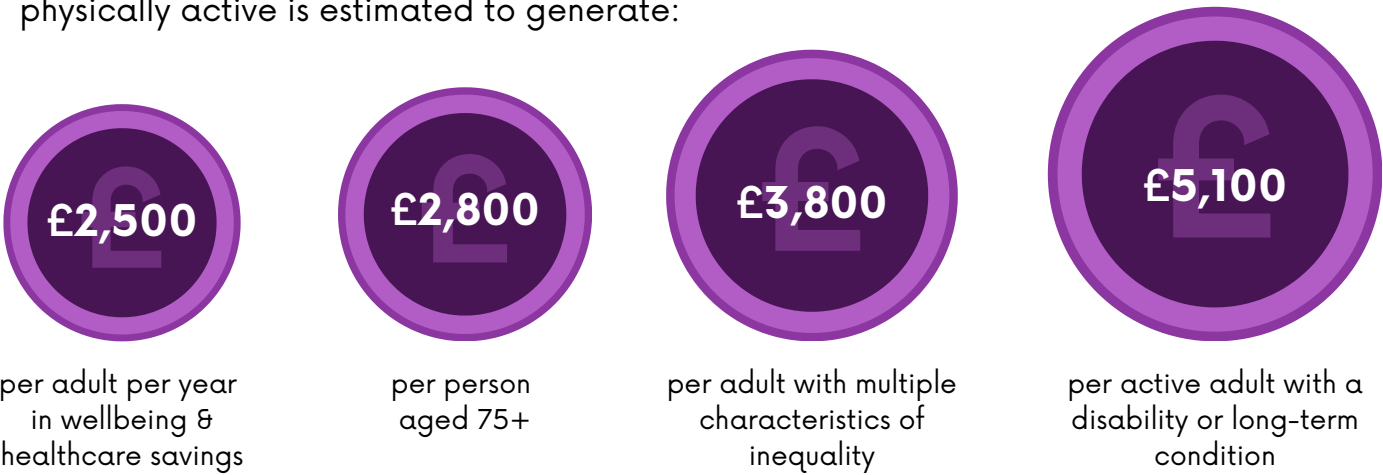 physically active is estimated to generate:
£2,500
£2,800
£3,800
£5,100
per adult per year
in wellbeing &
healthcare savings
per person
aged 75+
per adult with multiple
characteristics of
inequality
per active adult with a
disability or long-term
condition